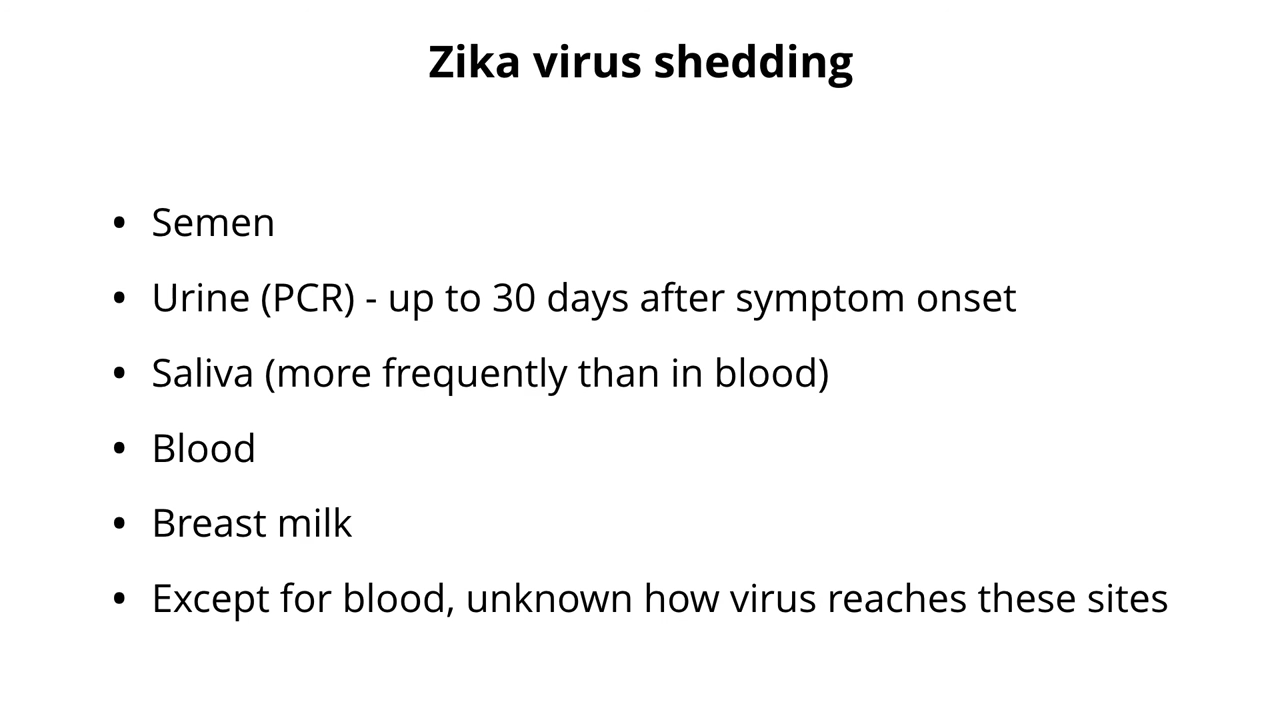 Zika virus shedding
• Semen
• Urine (PCR) - up to 30 days after symptom onset
• Saliva (more frequently than in blood)
• Blood
• Breast milk
• Except for blood, unknown how virus reaches these sites